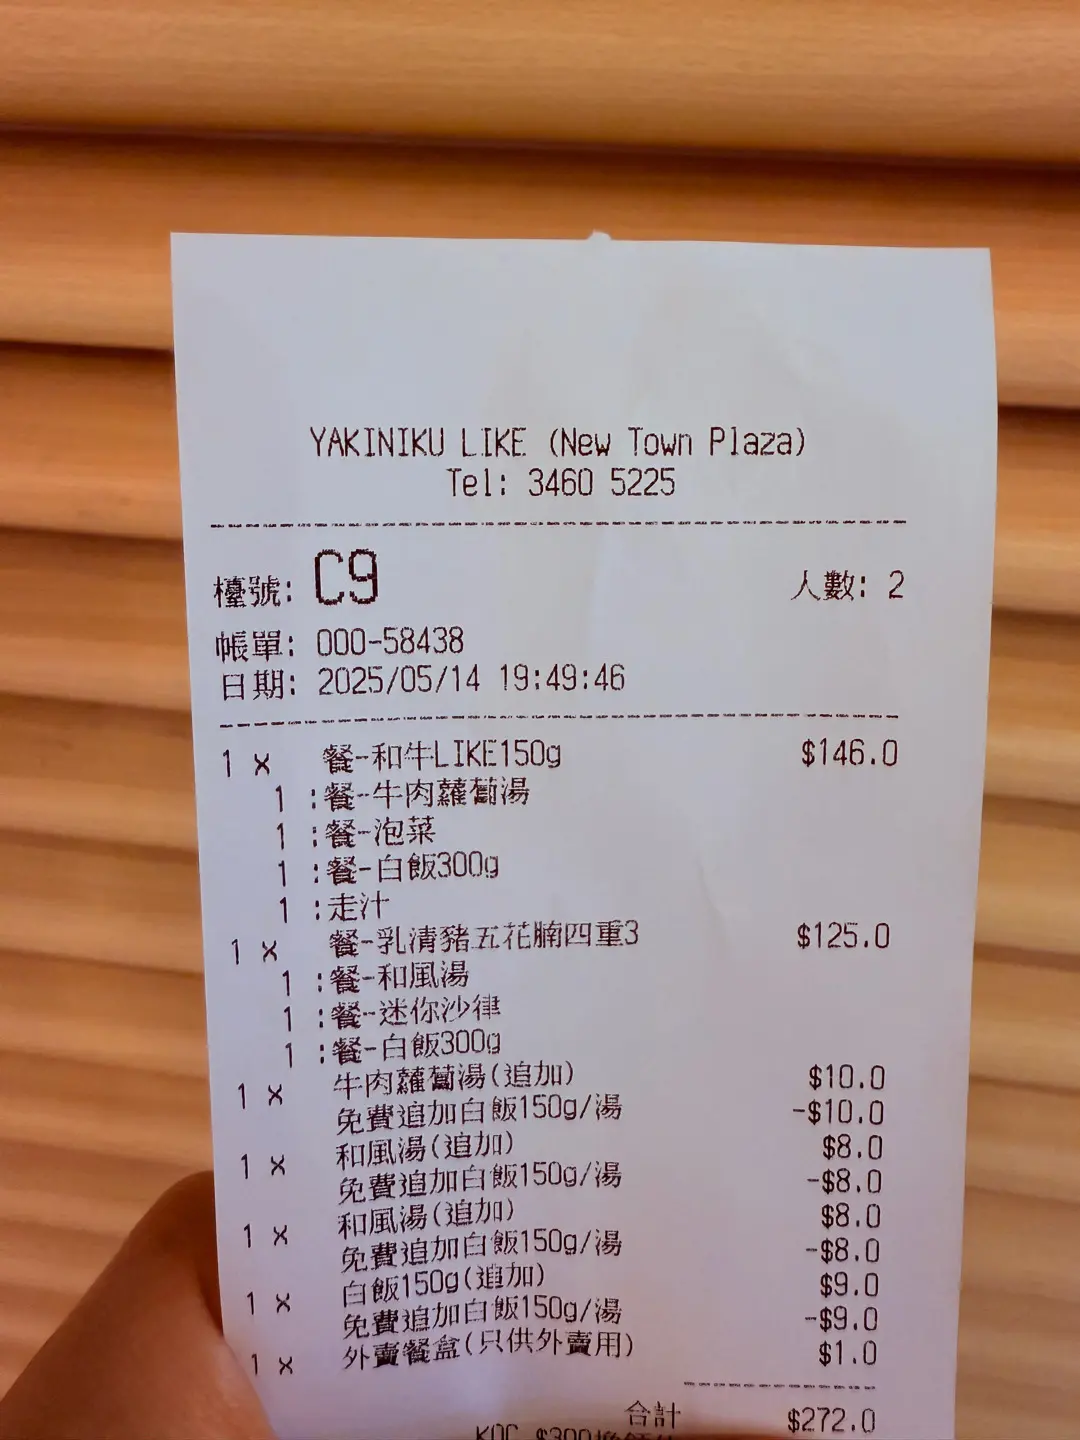 YAKINIKU LIKE (New Town Plaza)
Tel: 3460 5225
檯號: C9 人數: 2
帳單: 000-58438
日期: 2025/05/14 19:49:46
1 x 餐-和牛LIKE150g $146.0
1 :餐-牛肉蘿蔔湯
1 :餐-泡菜
1 :餐-白飯300g
1 :走汁
1 x 餐-乳清豬五花腩四重3 $125.0
1 :餐-和風湯
1 :餐-迷你沙律
1 :餐-白飯300g
1 x 牛肉蘿蔔湯(追加) $10.0
免費追加白飯150g/湯 -$10.0
1 x 和風湯(追加) $8.0
免費追加白飯150g/湯 -$8.0
1 x 和風湯(追加) $8.0
免費追加白飯150g/湯 -$8.0
1 x 白飯150g(追加) $9.0
免費追加白飯150g/湯 -$9.0
1 x 外賣餐盒(只供外賣用) $1.0
合計 $272.0
KOC $300